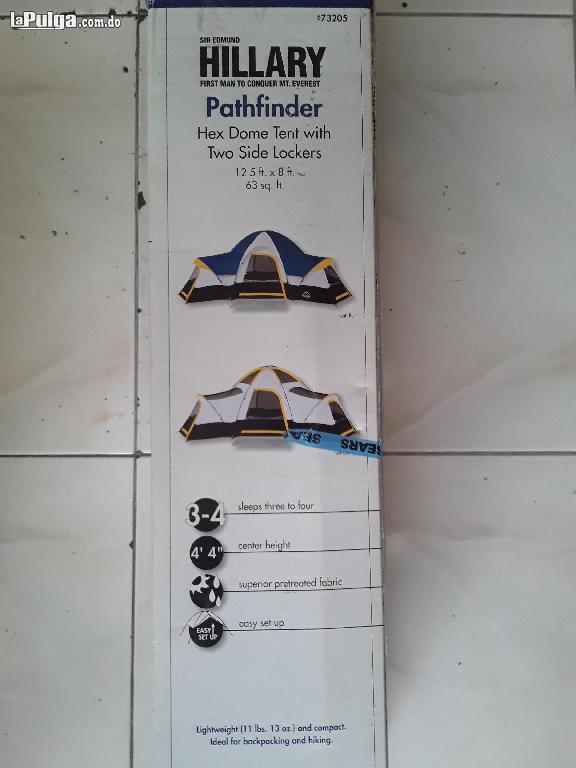 laPulga.com.do
#73205
SIR EDMUND
HILLARY
FIRST MAN TO CONQUER MT. EVEREST
Pathfinder
Hex Dome Tent with
Two Side Lockers
12.5 ft. x 8 ft.
63 sq. ft.
with fly
SEARS
3-4 sleeps three to four
4' 4" center height
superior pretreated fabric
EASY SET UP easy set up
Lightweight (11 lbs. 13 oz.) and compact.
Ideal for backpacking and hiking.